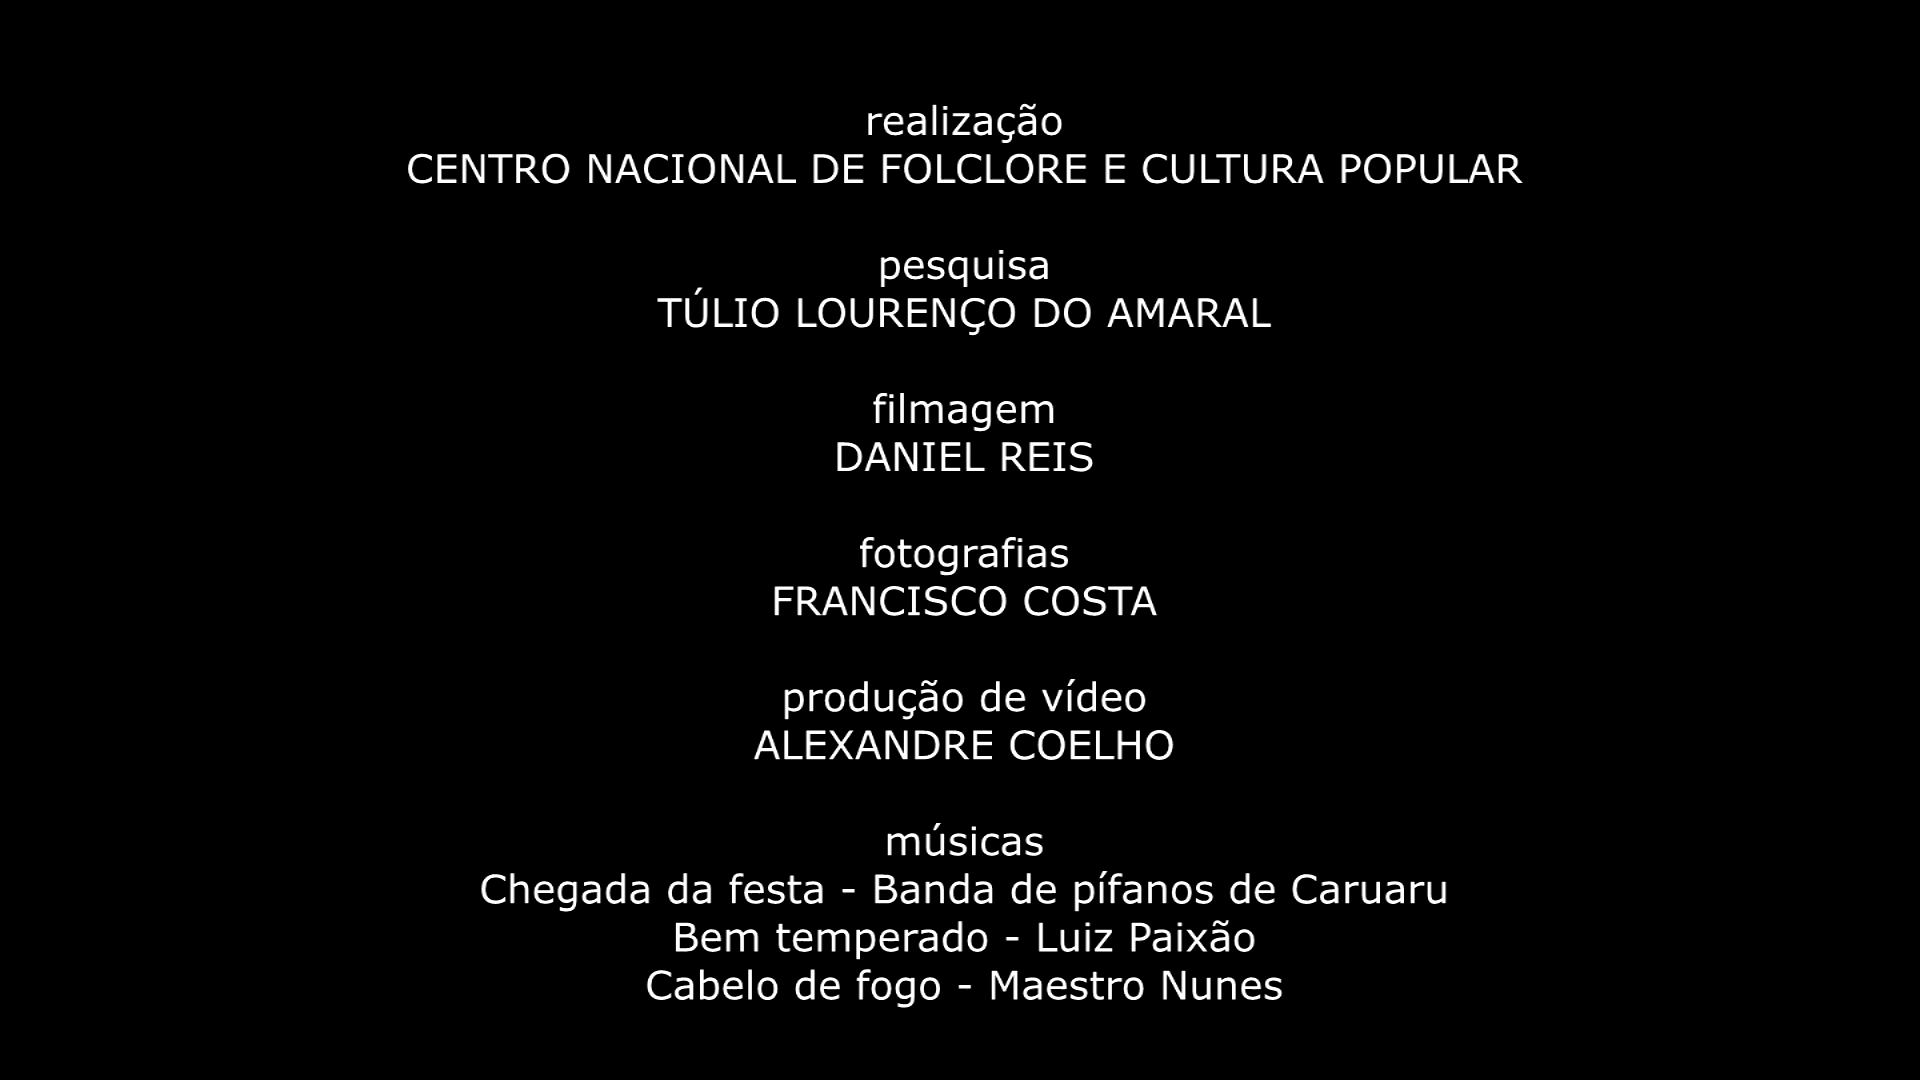 realização
CENTRO NACIONAL DE FOLCLORE E CULTURA POPULAR
pesquisa
TÚLIO LOURENÇO DO AMARAL
filmagem
DANIEL REIS
fotografias
FRANCISCO COSTA
produção de vídeo
ALEXANDRE COELHO
músicas
Chegada da festa - Banda de pífanos de Caruaru
Bem temperado - Luiz Paixão
Cabelo de fogo - Maestro Nunes